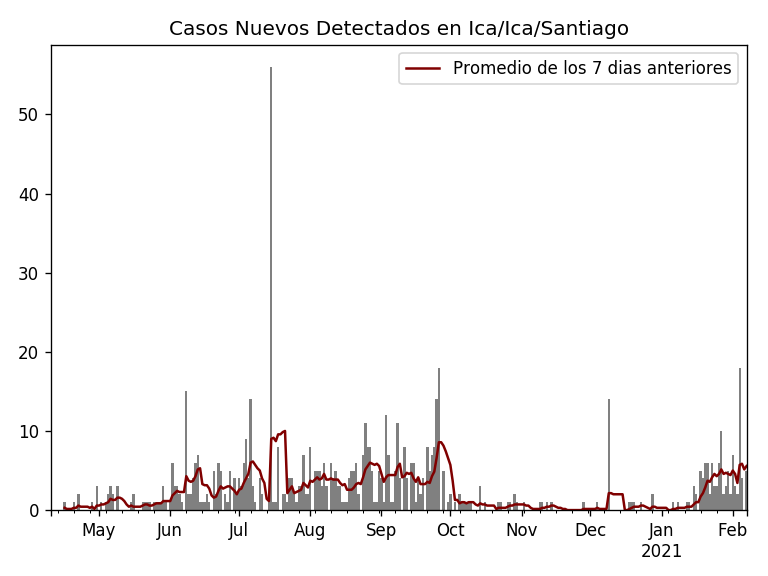 Casos Nuevos Detectados en Ica/Ica/Santiago
Promedio de los 7 dias anteriores
50
40
30
20
10
0
May Jun Jul Aug Sep Oct Nov Dec Jan Feb
2021